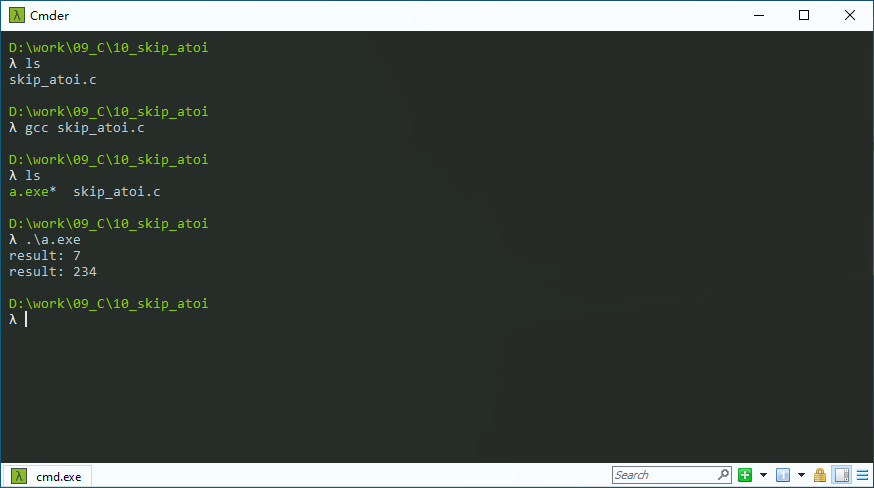 λ Cmder
D:\work\09_C\10_skip_atoi
λ ls
skip_atoi.c
D:\work\09_C\10_skip_atoi
λ gcc skip_atoi.c
D:\work\09_C\10_skip_atoi
λ ls
a.exe*  skip_atoi.c
D:\work\09_C\10_skip_atoi
λ .\a.exe
result: 7
result: 234
D:\work\09_C\10_skip_atoi
λ
λ cmd.exe
Search